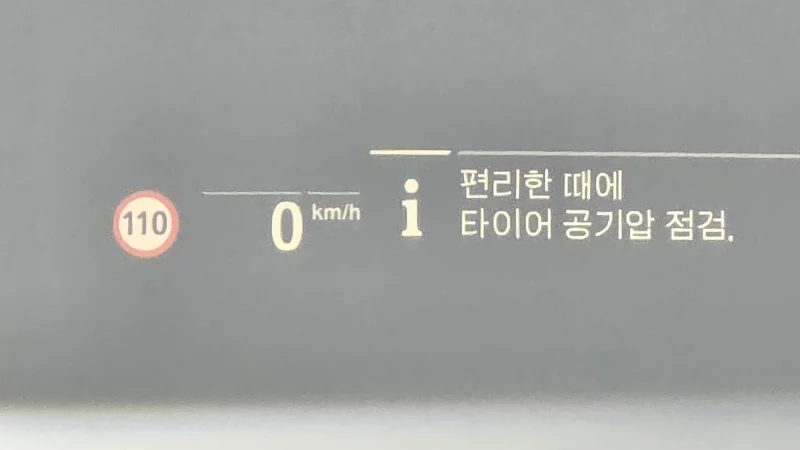 110
0 km/h
i
편리한 때에
타이어 공기압 점검.